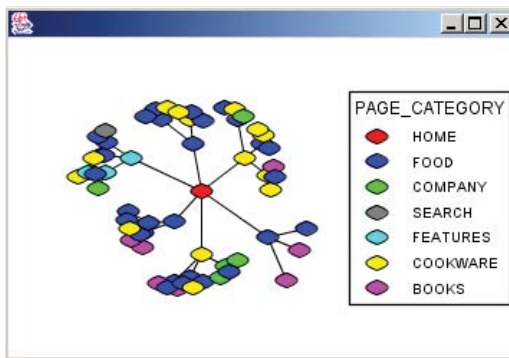 PAGE_CATEGORY
HOME
FOOD
COMPANY
SEARCH
FEATURES
COOKWARE
BOOKS